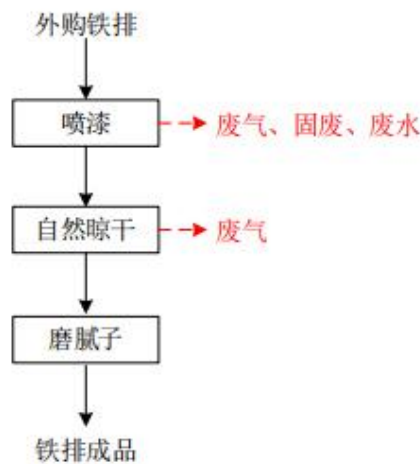 外购铁排
喷漆
废气、固废、废水
自然晾干
废气
磨腻子
铁排成品